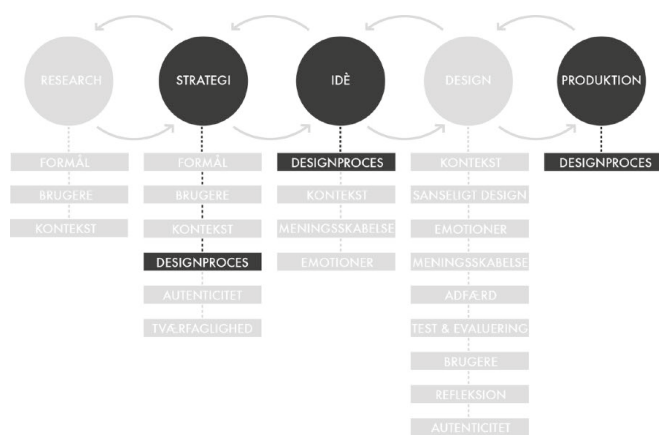 RESEARCH
STRATEGI
IDÈ
DESIGN
PRODUKTION
FORMÅL
BRUGERE
KONTEKST
FORMÅL
BRUGERE
KONTEKST
DESIGNPROCES
AUTENTICITET
TVÆRFAGLIGHED
DESIGNPROCES
KONTEKST
MENINGSSKABELSE
EMOTIONER
KONTEKST
SANSELIGT DESIGN
EMOTIONER
MENINGSSKABELSE
ADFÆRD
TEST & EVALUERING
BRUGERE
REFLEKSION
AUTENTICITET
DESIGNPROCES